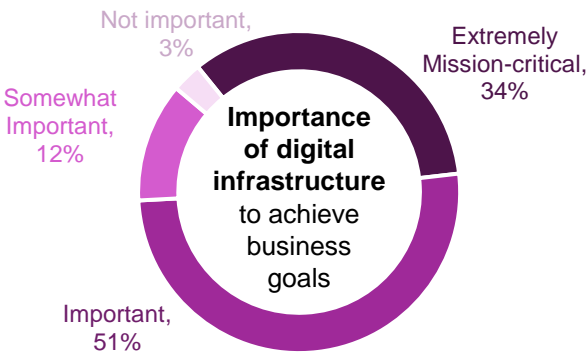 Not important,
3%
Extremely
Mission-critical,
34%
Somewhat
Important,
12%
Importance
of digital
infrastructure
to achieve
business
goals
Important,
51%